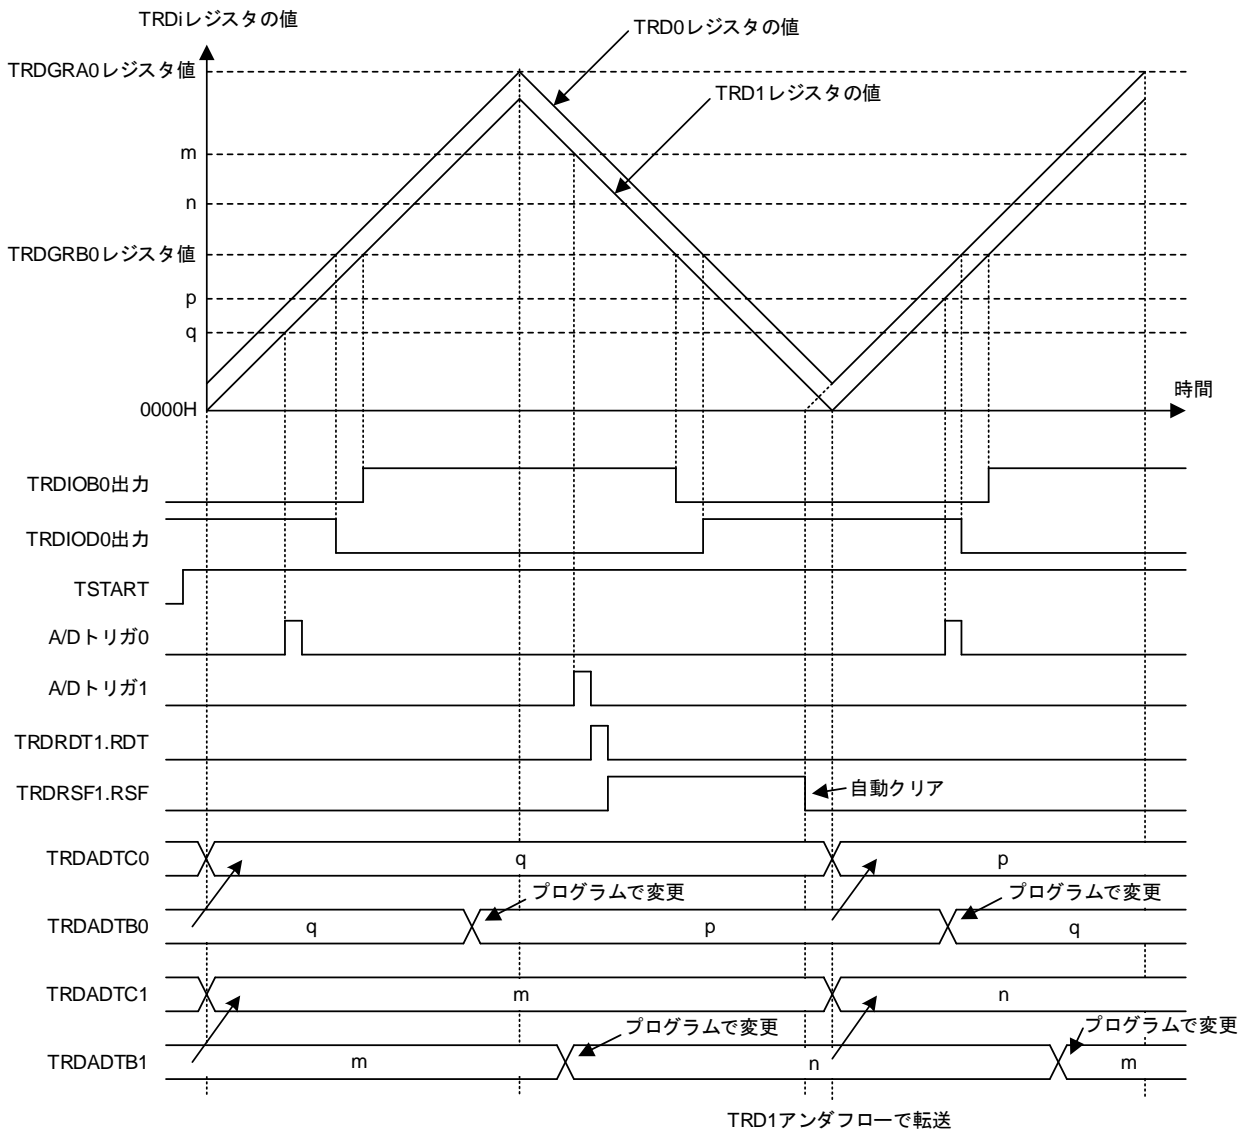 TRDiレジスタの値
TRD0レジスタの値
TRDGRA0レジスタ値
TRD1レジスタの値
m
n
TRDGRB0レジスタ値
p
q
時間
0000H
TRDIOB0出力
TRDIOD0出力
TSTART
A/Dトリガ0
A/Dトリガ1
TRDRDT1.RDT
TRDRSF1.RSF
自動クリア
TRDADTC0
q
p
プログラムで変更
プログラムで変更
TRDADTB0
q
p
q
TRDADTC1
m
n
プログラムで変更
プログラムで変更
TRDADTB1
m
n
m
TRD1アンダフローで転送